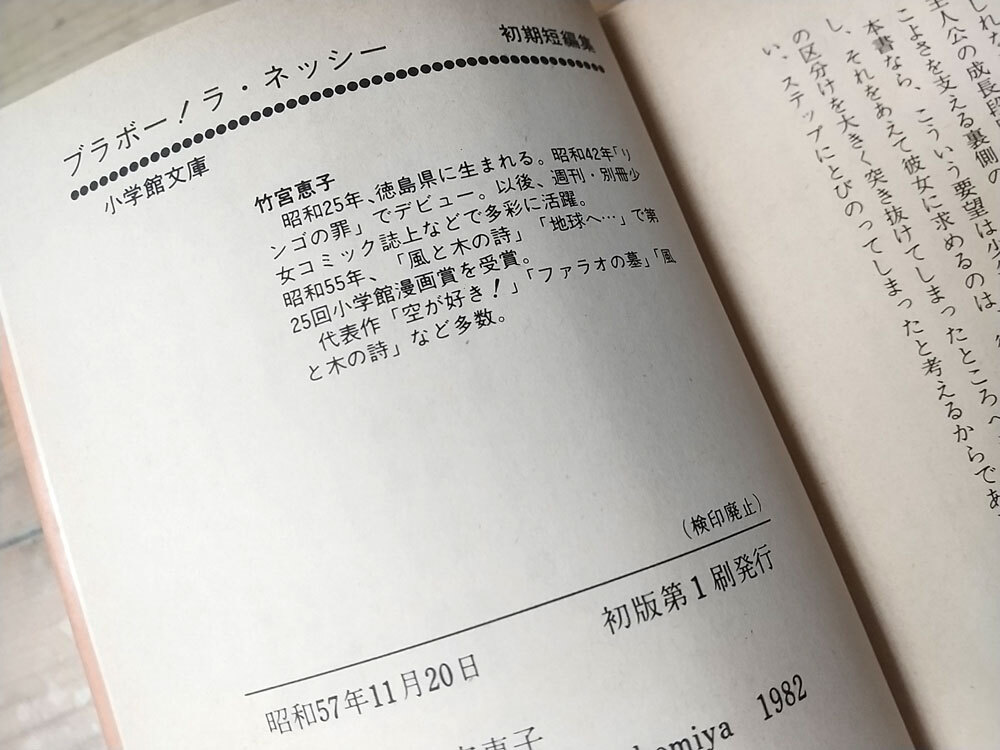 ブラボー！ラ・ネッシー
初期短編集
小学館文庫
竹宮恵子
昭和25年、徳島県に生まれる。昭和42年「リ
ンゴの罪」でデビュー。以後、週刊・別冊少
女コミック誌上などで多彩に活躍。
昭和55年、「風と木の詩」「地球へ…」で第
25回小学館漫画賞を受賞。
代表作「空が好き！」「ファラオの墓」「風
と木の詩」など多数。
(検印廃止)
初版第1刷発行
昭和57年11月20日
宮恵子
1982
主人公の成長
こよさを支える裏側の
本書なら、こういう要望は
し、それをあえて彼女に求めるのは、
の区分けを大きく突き抜けてしまったところへ
い、ステップにとびのってしまったと考えるからであ